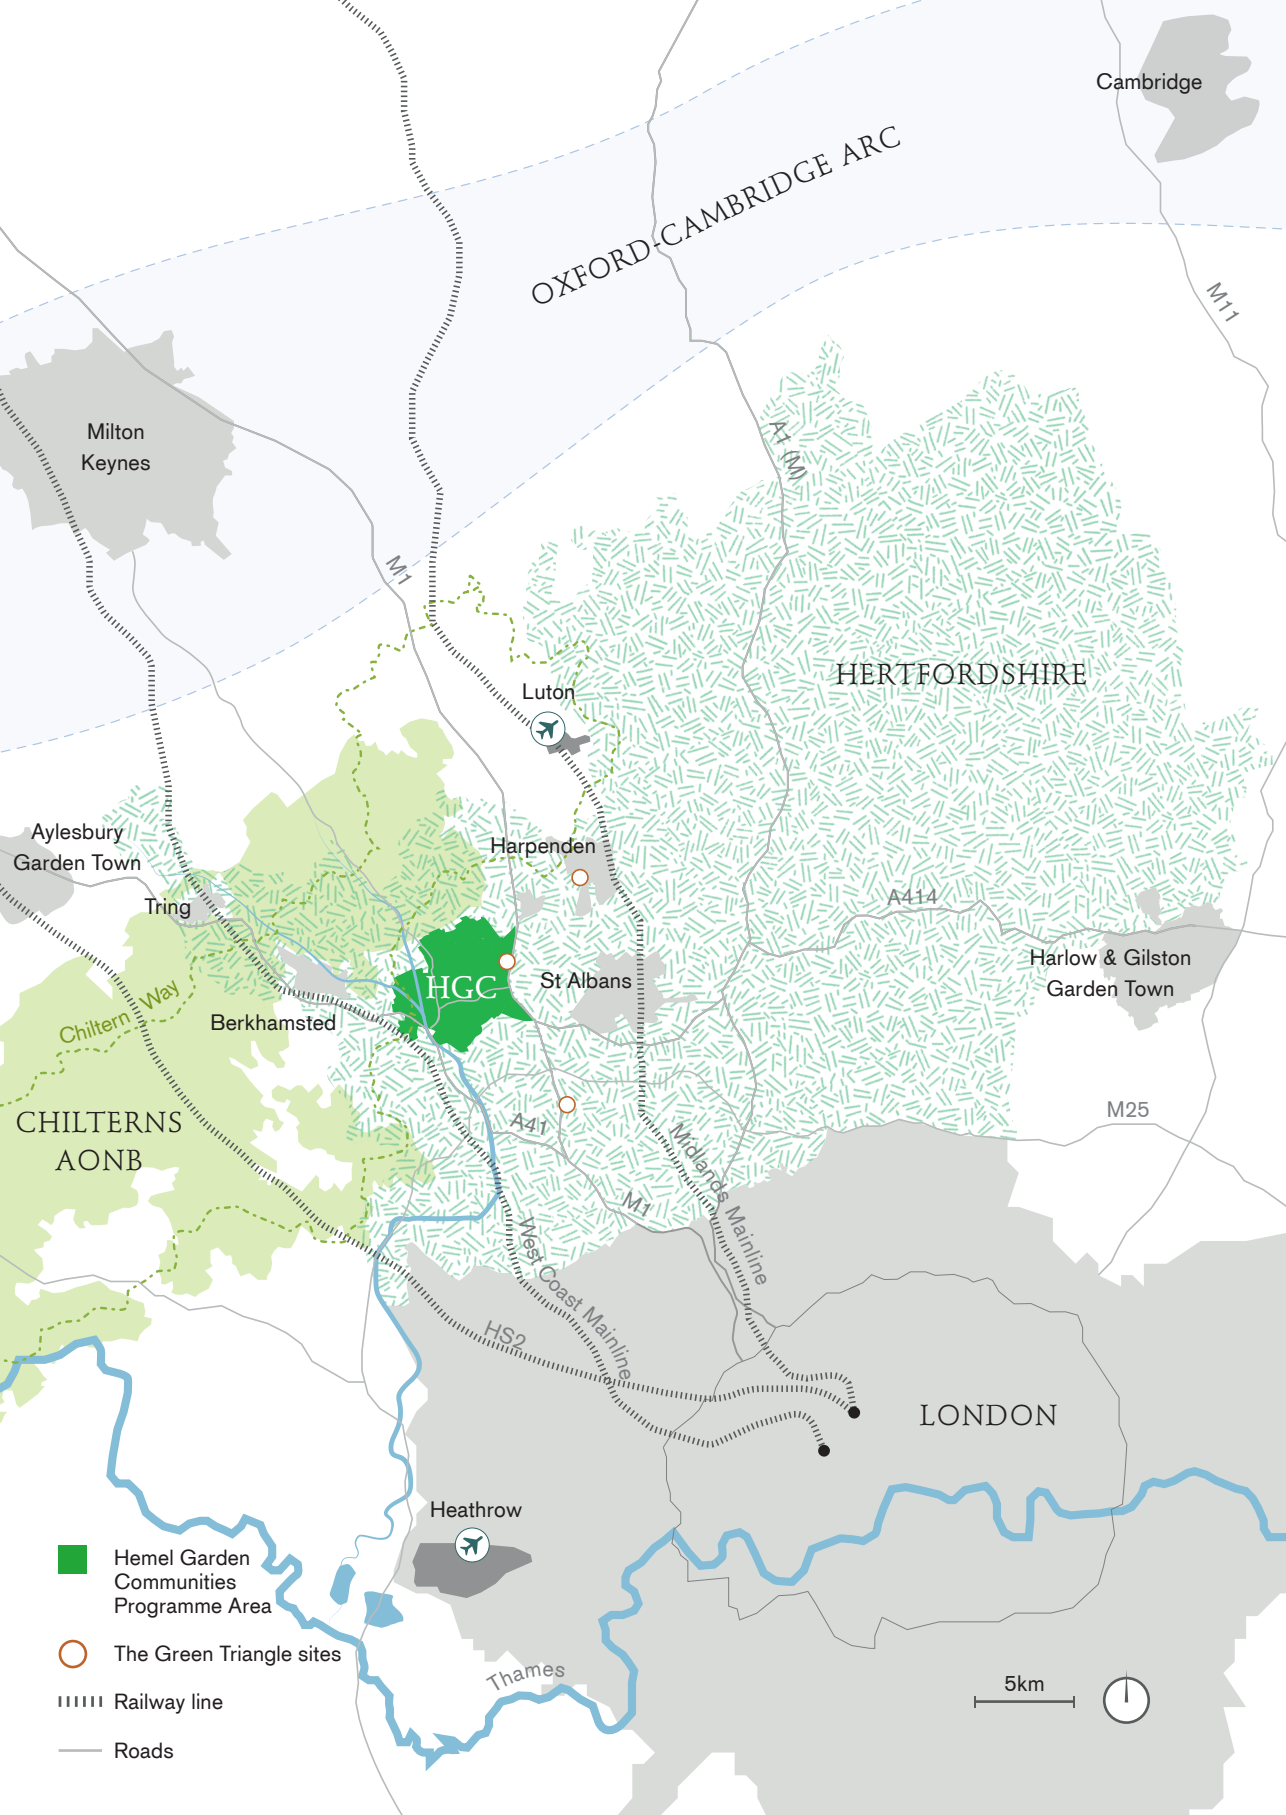 Cambridge
OXFORD-CAMBRIDGE ARC
M11
Milton
Keynes
A1 (M)
M1
HERTFORDSHIRE
Luton
Aylesbury
Garden Town
Harpenden
Tring
A414
Harlow & Gilston
Garden Town
St Albans
HGC
Chiltern Way
Berkhamsted
CHILTERNS
AONB
M25
A41
Midlands Mainline
M1
West Coast Mainline
HS2
LONDON
Heathrow
Hemel Garden
Communities
Programme Area
The Green Triangle sites
Thames
5km
Railway line
Roads